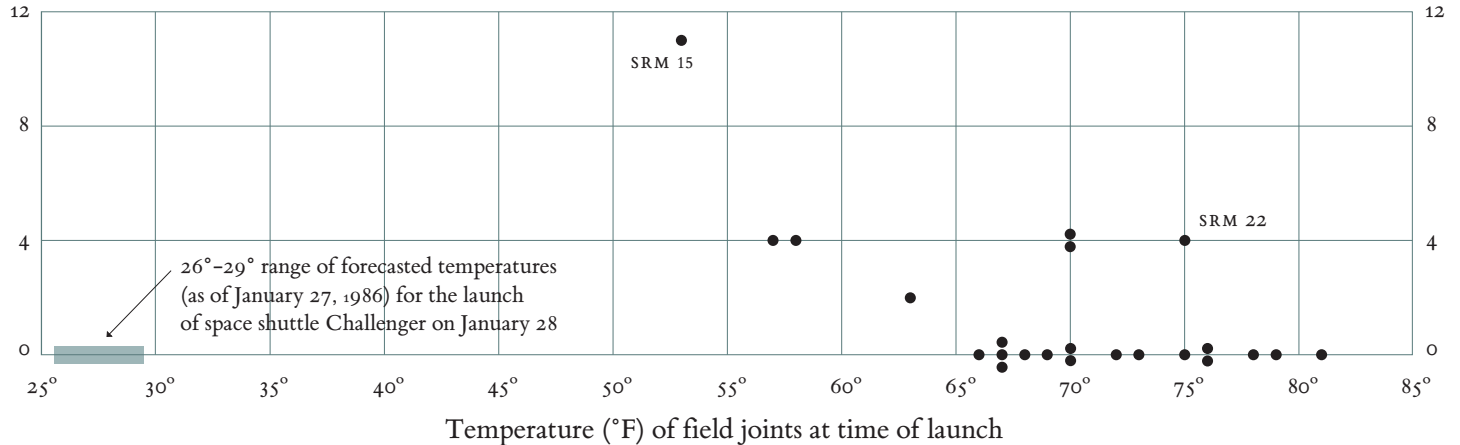 12
12
SRM 15
8
8
SRM 22
4
4
26°–29° range of forecasted temperatures
(as of January 27, 1986) for the launch
of space shuttle Challenger on January 28
0
0
25° 30° 35° 40° 45° 50° 55° 60° 65° 70° 75° 80° 85°
Temperature (°F) of field joints at time of launch